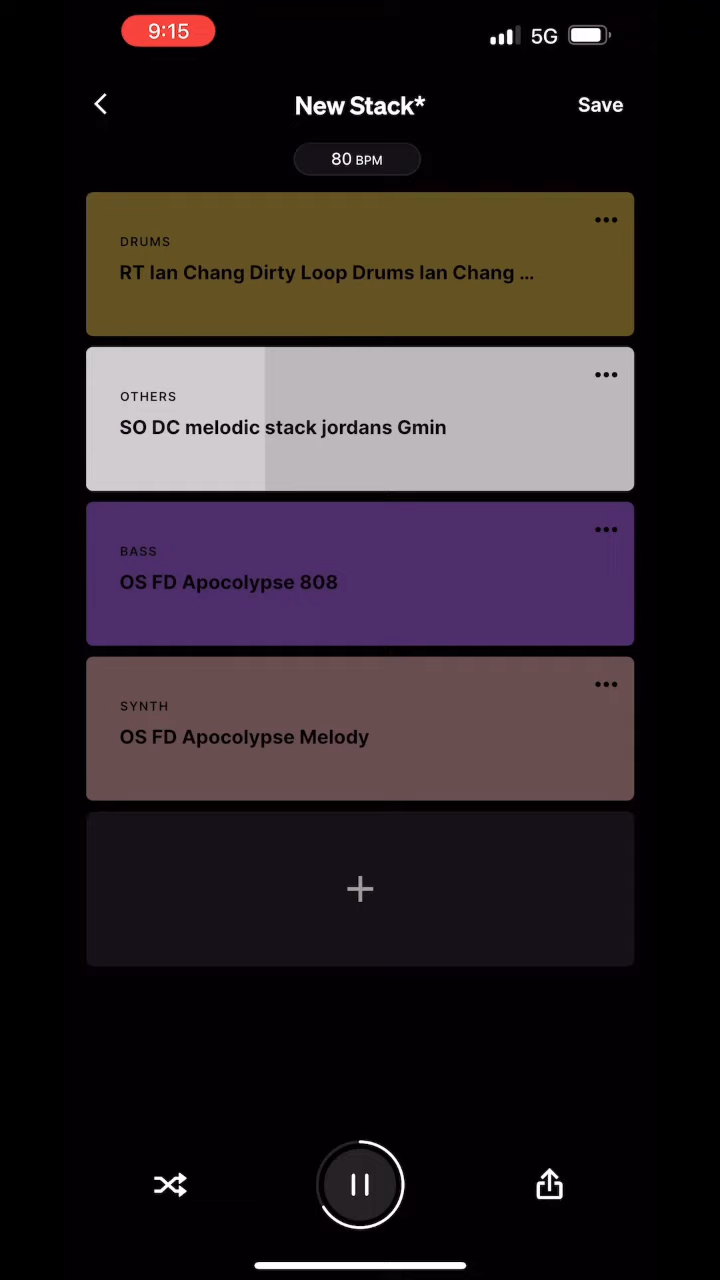 9:15
5G
New Stack*
Save
80 BPM
DRUMS
RT Ian Chang Dirty Loop Drums Ian Chang ...
OTHERS
SO DC melodic stack jordans Gmin
BASS
OS FD Apocolypse 808
SYNTH
OS FD Apocolypse Melody